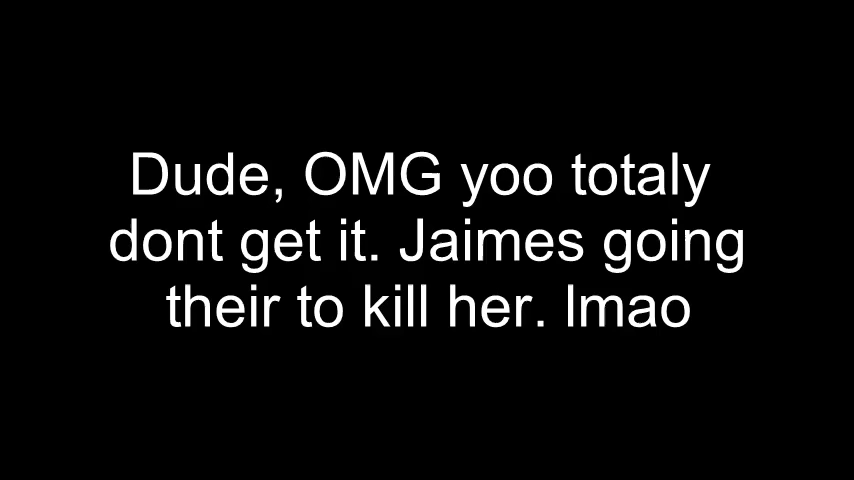 Dude, OMG yoo totaly
dont get it. Jaimes going
their to kill her. lmao